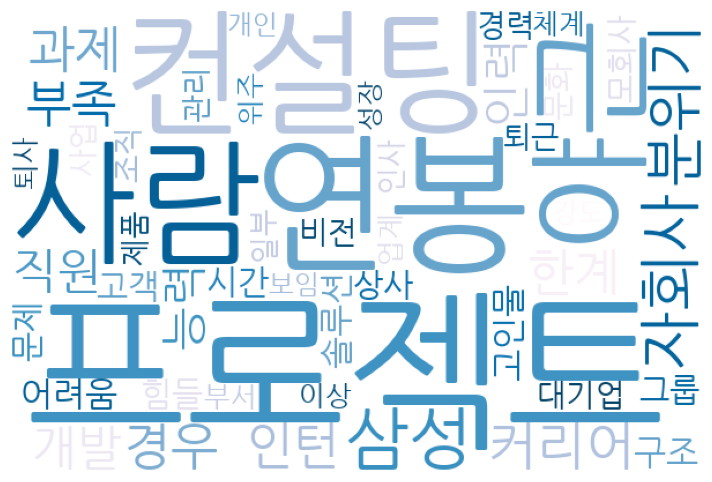 개인
경력
체계
과제
컨설팅
야근
인력
문화
모회사
분위기
부족
관리
위주
성장
사업
조직
퇴근
퇴사
사람
연봉
인사
제품
일부
비전
업계
자회사
직원
고객
능력
시간
보임
솔루션
상사
한계
고인물
문제
프로젝트
어려움
힘들
부서
이상
대기업
그룹
개발
경우
인턴
삼성
커리어
구조